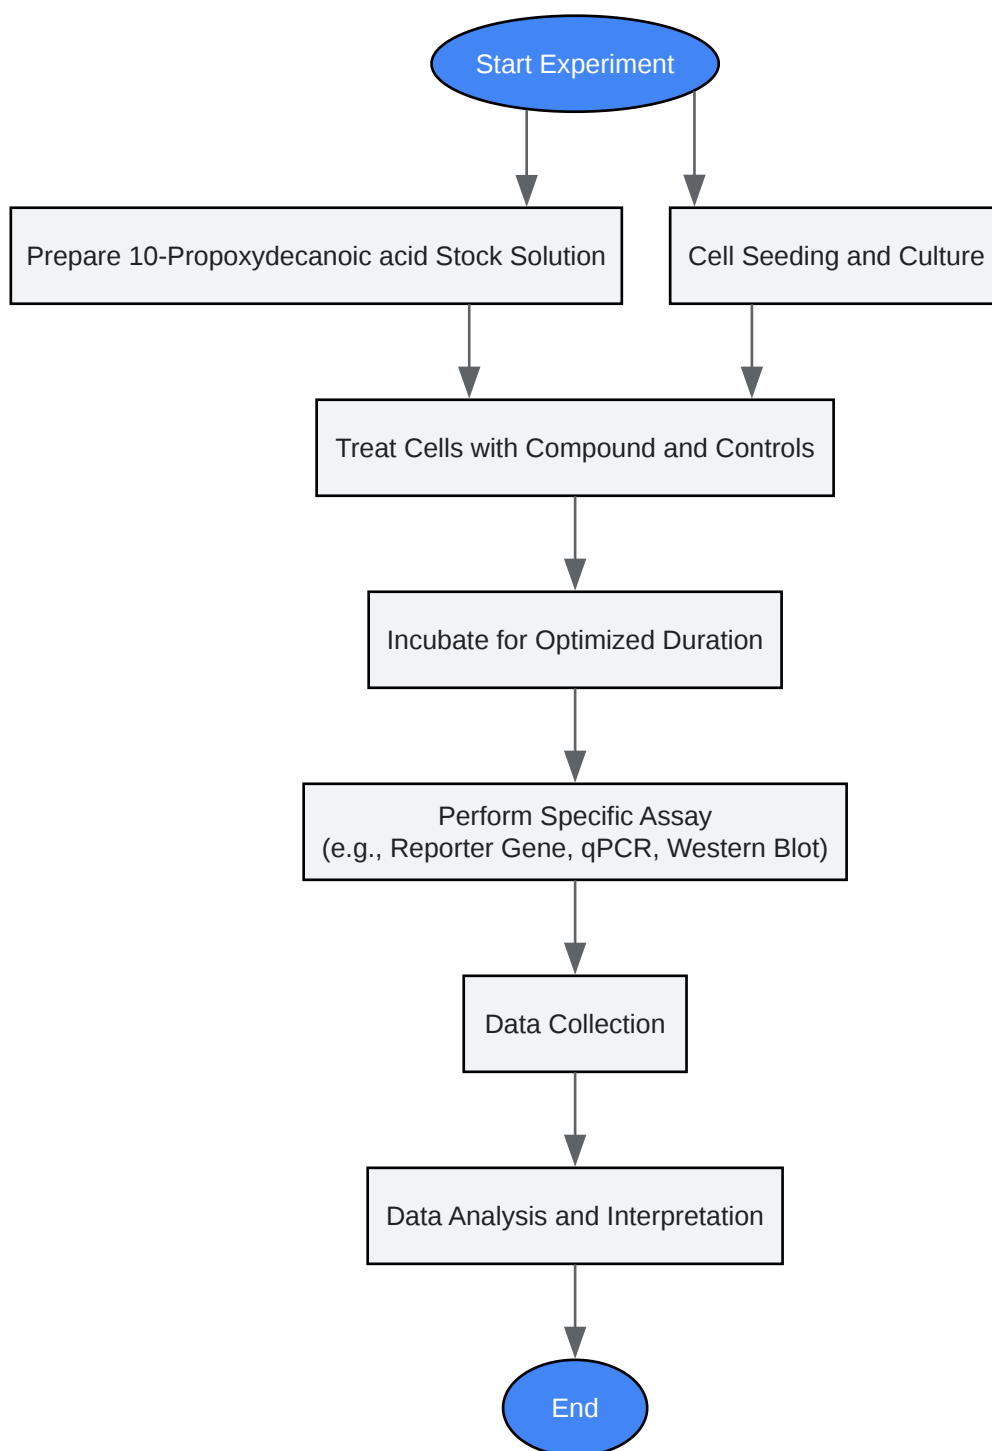 Start Experiment
Prepare 10-Propoxydecanoic acid Stock Solution
Cell Seeding and Culture
Treat Cells with Compound and Controls
Incubate for Optimized Duration
Perform Specific Assay
(e.g., Reporter Gene, qPCR, Western Blot)
Data Collection
Data Analysis and Interpretation
End